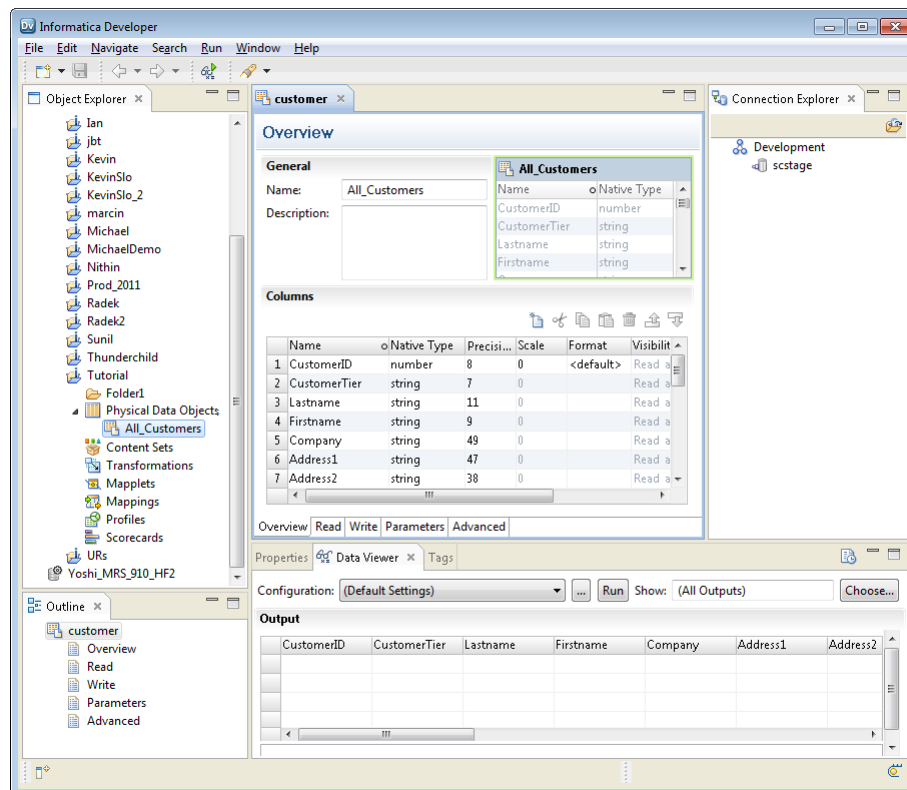 Informatica Developer
File Edit Navigate Search Run Window Help
Object Explorer
Ian
jbt
Kevin
KevinSlo
KevinSlo_2
marcin
Michael
MichaelDemo
Nithin
Prod_2011
Radek
Radek2
Sunil
Thunderchild
Tutorial
Folder1
Physical Data Objects
All_Customers
Content Sets
Transformations
Mapplets
Mappings
Profiles
Scorecards
URs
Yoshi_MRS_910_HF2
Outline
customer
Overview
Read
Write
Parameters
Advanced
customer
Overview
General
Name: All_Customers
Description:
All_Customers
Name Native Type
CustomerID number
CustomerTier string
Lastname string
Firstname string
Columns
Name Native Type Precisi... Scale Format Visibilit
1 CustomerID number 8 0 <default> Read a
2 CustomerTier string 7 0 Read a
3 Lastname string 11 0 Read a
4 Firstname string 9 0 Read a
5 Company string 49 0 Read a
6 Address1 string 47 0 Read a
7 Address2 string 38 0 Read a
Overview Read Write Parameters Advanced
Connection Explorer
Development
scstage
Properties Data Viewer Tags
Configuration: (Default Settings) ... Run Show: (All Outputs) Choose...
Output
CustomerID CustomerTier Lastname Firstname Company Address1 Address2